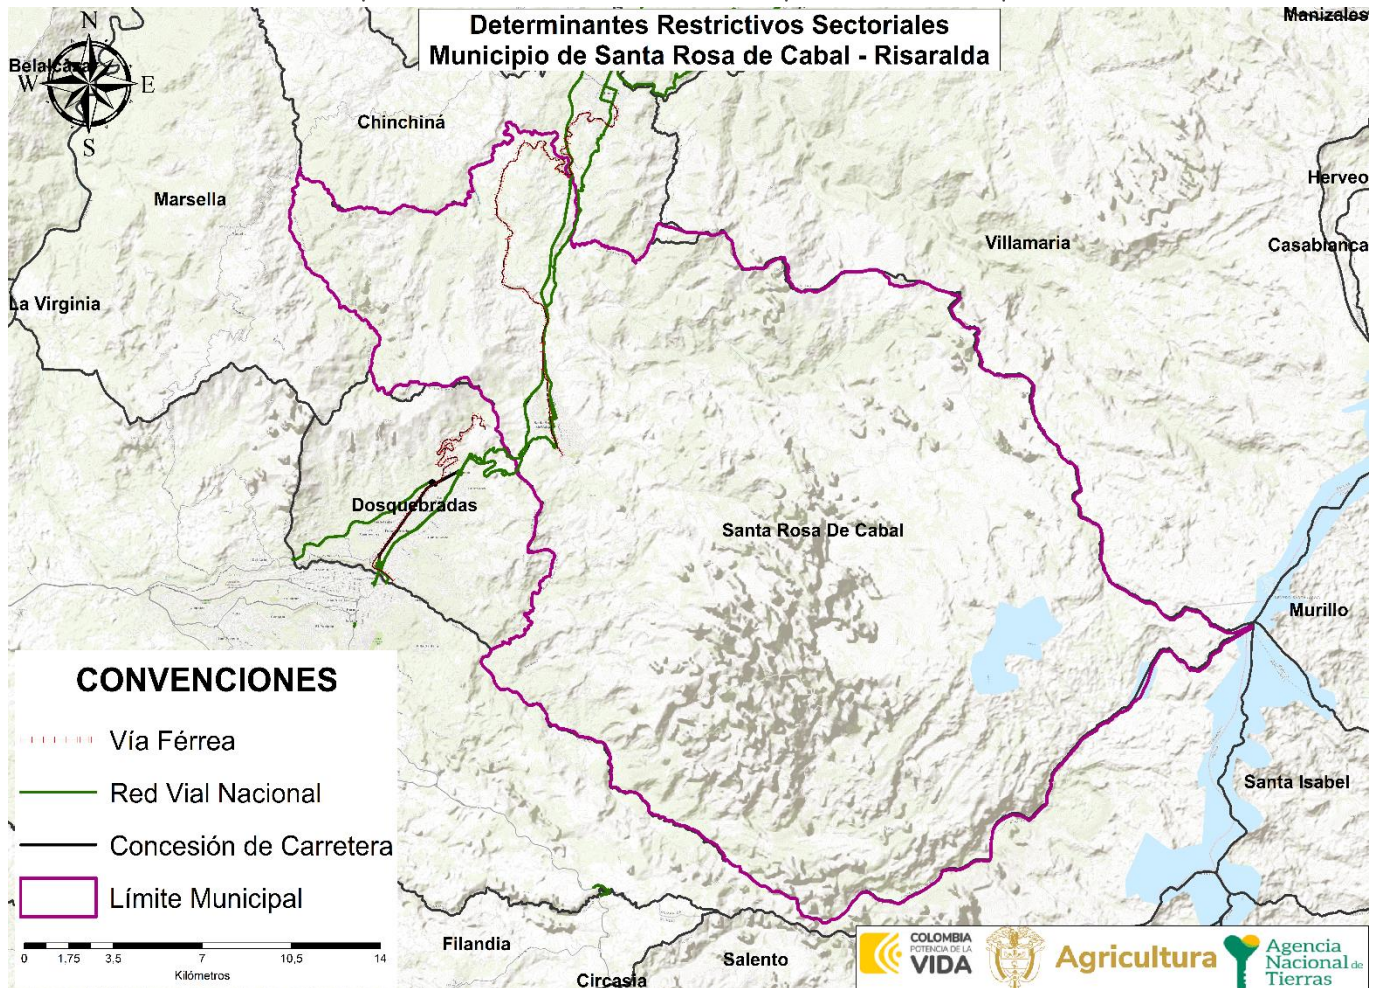 Determinantes Restrictivos Sectoriales
Municipio de Santa Rosa de Cabal - Risaralda
Manizales
N
W
E
S
Belalcázar
Chinchiná
Marsella
Herveo
Villamaria
Casablanca
La Virginia
Dosquebradas
Santa Rosa De Cabal
Murillo
Santa Isabel
CONVENCIONES
Vía Férrea
Red Vial Nacional
Concesión de Carretera
Límite Municipal
0 1,75 3,5 7 10,5 14
Kilómetros
Filandia
Circasia
Salento
COLOMBIA
POTENCIA DE LA
VIDA
Agricultura
Agencia
Nacional de
Tierras